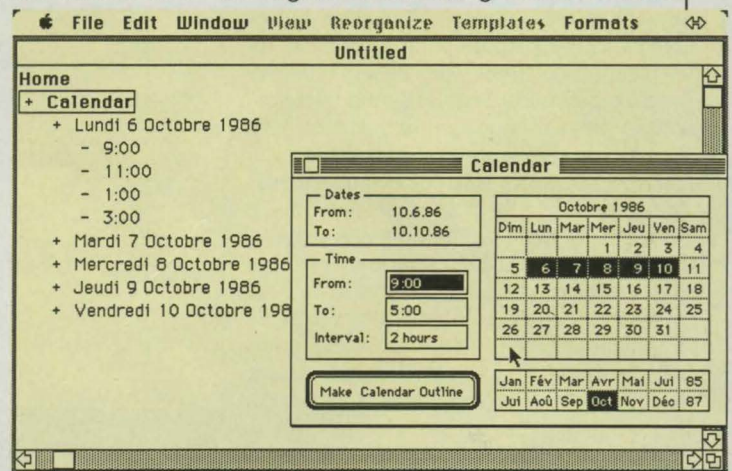 File Edit Window View Reorganize Templates Formats
Untitled
Home
+ Calendar
+ Lundi 6 Octobre 1986
- 9:00
- 11:00
- 1:00
- 3:00
+ Mardi 7 Octobre 1986
+ Mercredi 8 Octobre 1986
+ Jeudi 9 Octobre 1986
+ Vendredi 10 Octobre 198
Calendar
Dates
From: 10.6.86
To: 10.10.86
Time
From: 9:00
To: 5:00
Interval: 2 hours
Make Calendar Outline
Octobre 1986
Dim Lun Mar Mer Jeu Ven Sam
1 2 3 4
5 6 7 8 9 10 11
12 13 14 15 16 17 18
19 20 21 22 23 24 25
26 27 28 29 30 31
Jan Fév Mar Avr Mai Jui 85
Jui Aoû Sep Oct Nov Déc 87